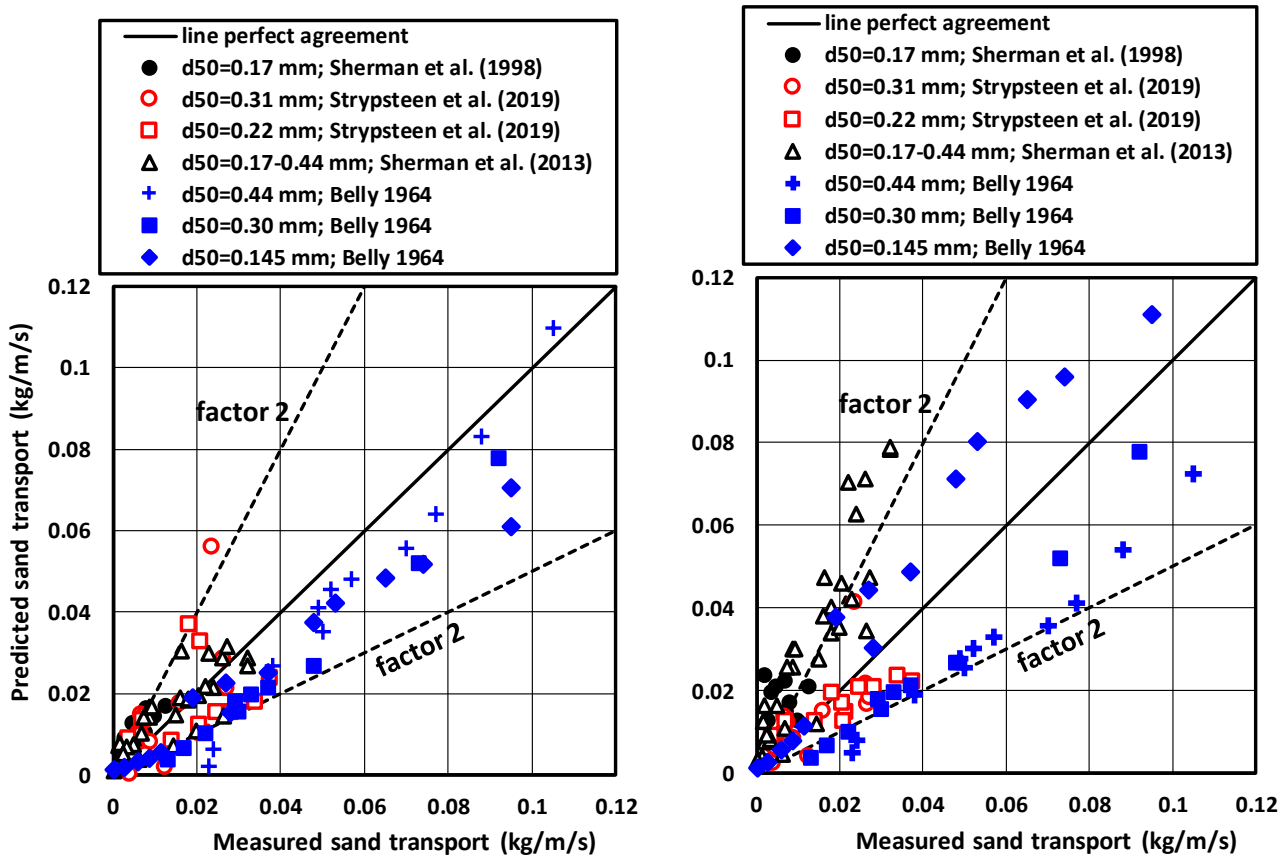 line perfect agreement
d50=0.17 mm; Sherman et al. (1998)
d50=0.31 mm; Strypsteen et al. (2019)
d50=0.22 mm; Strypsteen et al. (2019)
d50=0.17-0.44 mm; Sherman et al. (2013)
d50=0.44 mm; Belly 1964
d50=0.30 mm; Belly 1964
d50=0.145 mm; Belly 1964
0.12
0.1
0.08
0.06
0.04
0.02
0
Predicted sand transport (kg/m/s)
factor 2
factor 2
0 0.02 0.04 0.06 0.08 0.1 0.12
Measured sand transport (kg/m/s)
line perfect agreement
d50=0.17 mm; Sherman et al. (1998)
d50=0.31 mm; Strypsteen et al. (2019)
d50=0.22 mm; Strypsteen et al. (2019)
d50=0.17-0.44 mm; Sherman et al. (2013)
d50=0.44 mm; Belly 1964
d50=0.30 mm; Belly 1964
d50=0.145 mm; Belly 1964
0.12
0.1
0.08
0.06
0.04
0.02
0
factor 2
factor 2
0 0.02 0.04 0.06 0.08 0.1 0.12
Measured sand transport (kg/m/s)